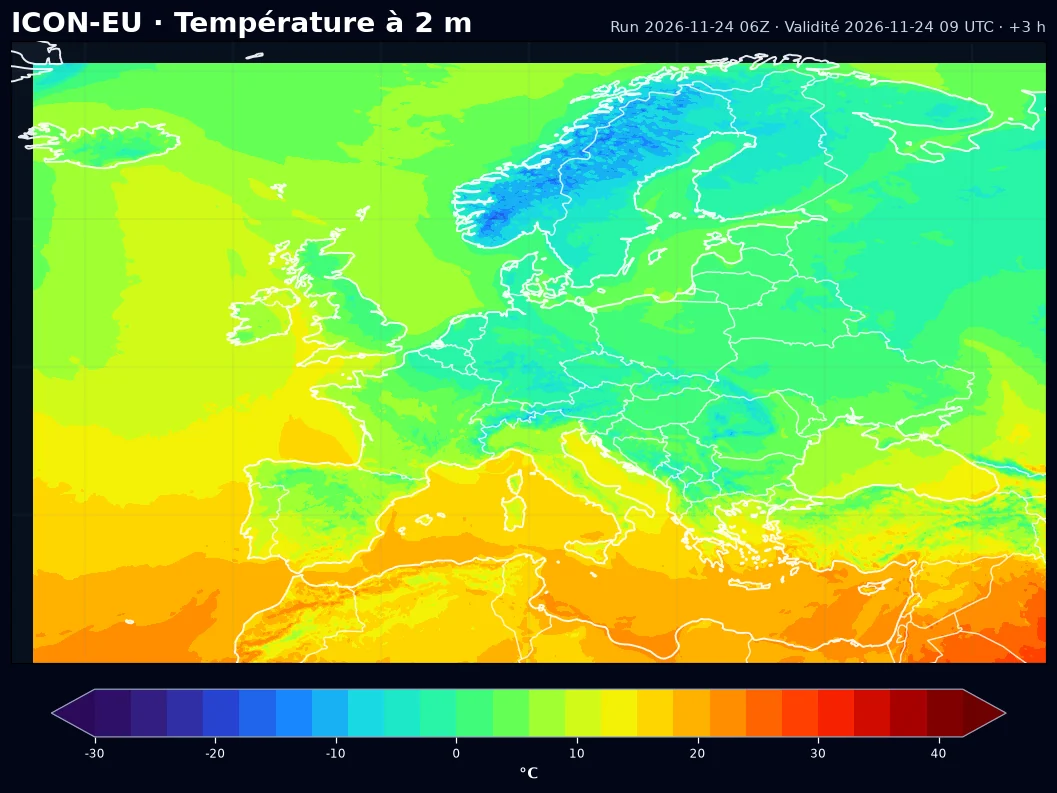 ICON-EU · Température à 2 m
Run 2026-11-24 06Z · Validité 2026-11-24 09 UTC · +3 h
-30 -20 -10 0 10 20 30 40
°C